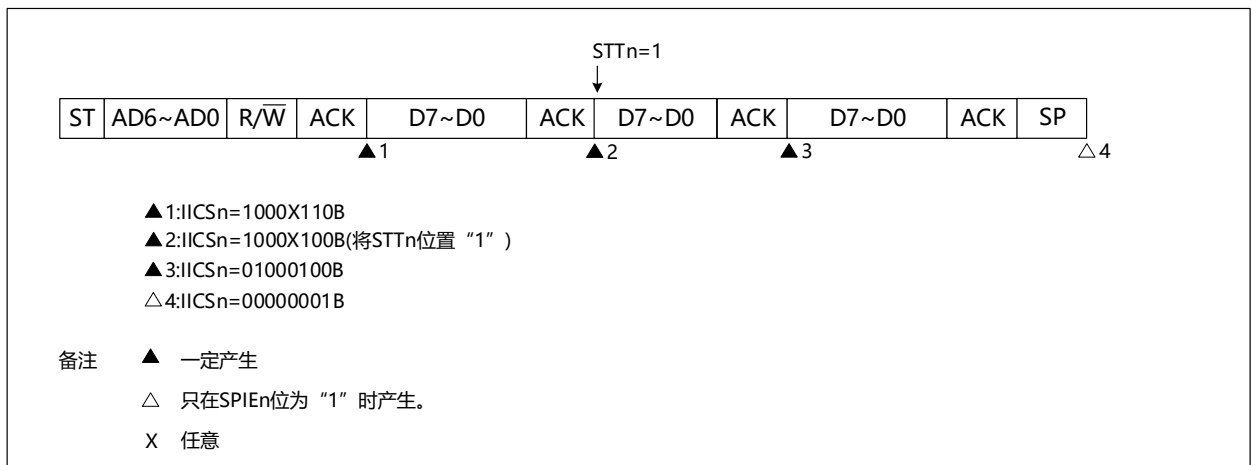 STTn=1
ST AD6~AD0 R/W̅ ACK D7~D0 ACK D7~D0 ACK D7~D0 ACK SP
▲1 ▲2 ▲3 △4
▲1:IICSn=1000X110B
▲2:IICSn=1000X100B(将STTn位置“1”)
▲3:IICSn=01000100B
△4:IICSn=00000001B
备注 ▲ 一定产生
△ 只在SPIEn位为“1”时产生。
X 任意